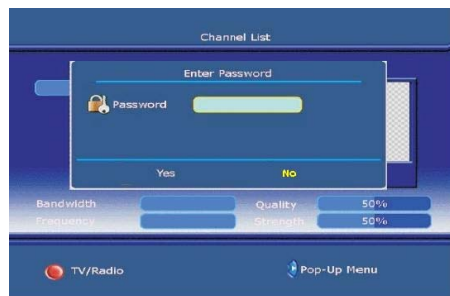 Channel List
Enter Password
Password
Yes No
Bandwidth Quality 50%
Frequency Strength 50%
TV/Radio Pop-Up Menu